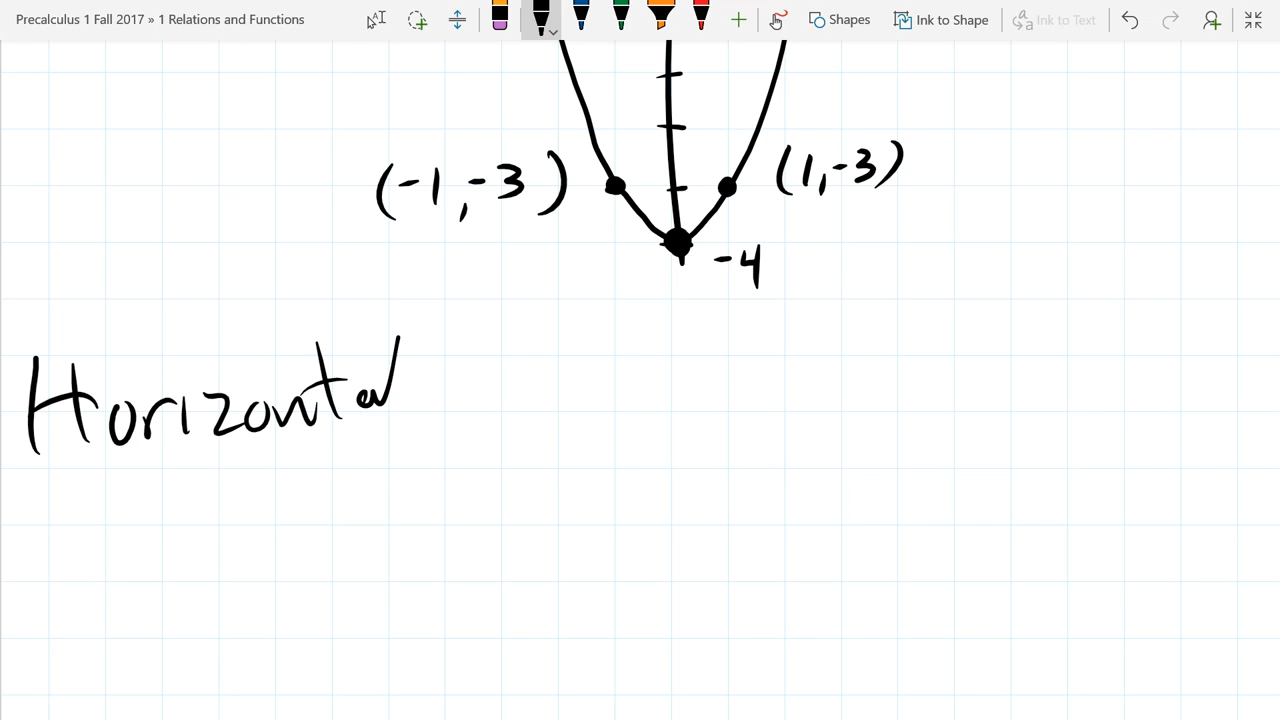 Precalculus 1 Fall 2017 » 1 Relations and Functions
Shapes
Ink to Shape
Ink to Text
(-1,-3)
(1,-3)
-4
Horizontal